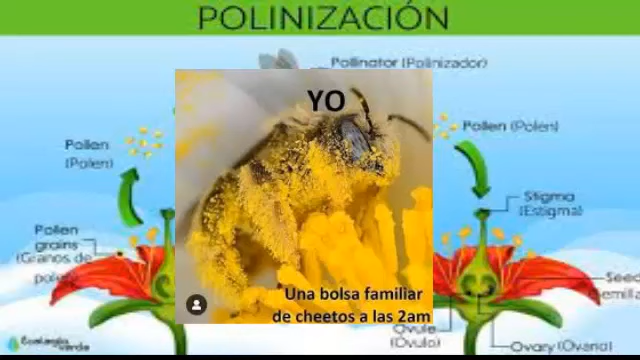 POLINIZACIÓN
Pollinator (Polinizador)
YO
Pollen
(Polen)
Pollen (Polen)
Stigma
(Estigma)
Pollen
grains
(Granos de
Una bolsa familiar
de cheetos a las 2am
Ovule
(Óvulo)
Ovary (Ovario)